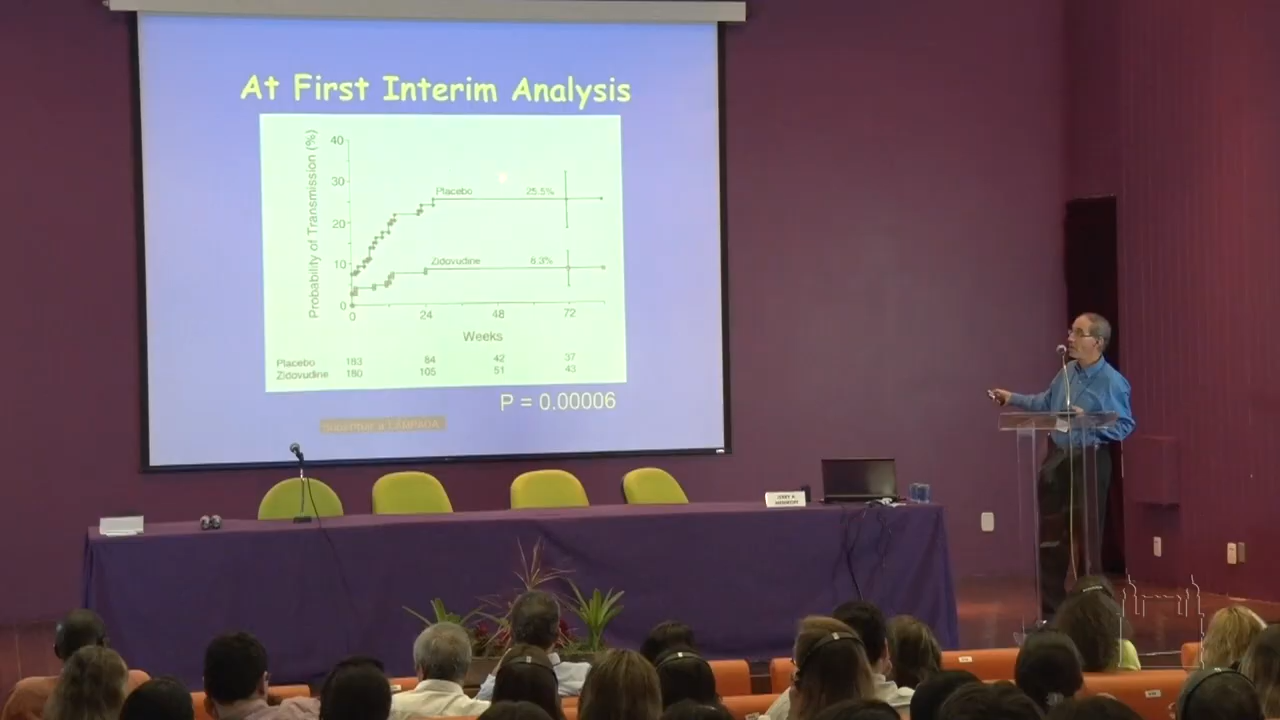 At First Interim Analysis
Probability of Transmission (%)
40
30
20
10
0
Placebo 25.5%
Zidovudine 8.3%
0 24 48 72
Weeks
Placebo 183 84 42 37
Zidovudine 180 105 51 43
P = 0.00006